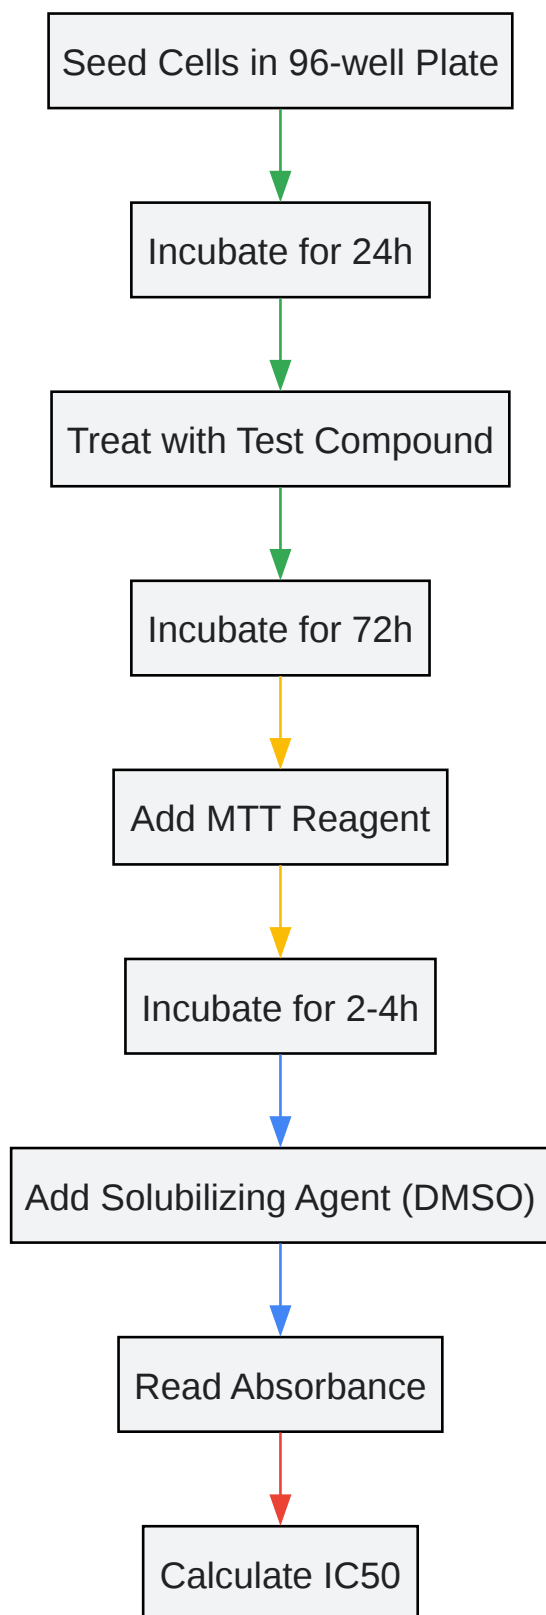 Seed Cells in 96-well Plate
Incubate for 24h
Treat with Test Compound
Incubate for 72h
Add MTT Reagent
Incubate for 2-4h
Add Solubilizing Agent (DMSO)
Read Absorbance
Calculate IC50